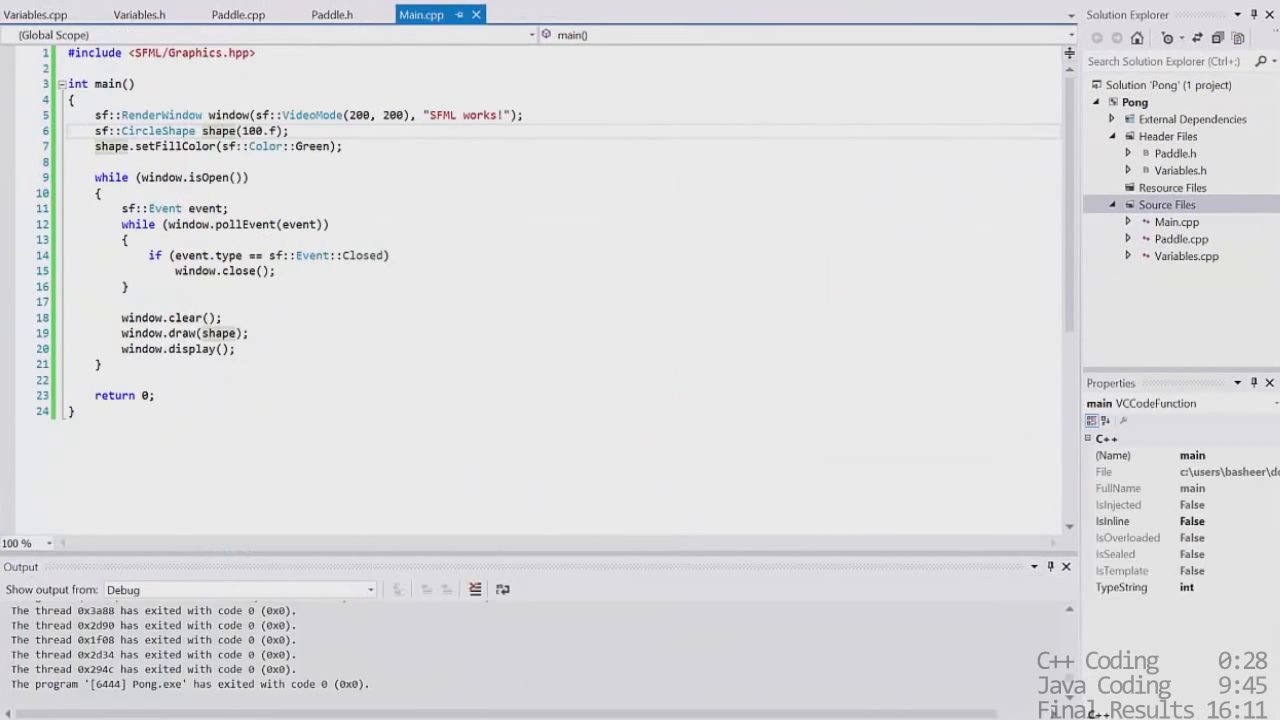 Variables.cpp Variables.h Paddle.cpp Paddle.h Main.cpp
(Global Scope) main()
1 #include <SFML/Graphics.hpp>
2
3 int main()
4 {
5 sf::RenderWindow window(sf::VideoMode(200, 200), "SFML works!");
6 sf::CircleShape shape(100.f);
7 shape.setFillColor(sf::Color::Green);
8
9 while (window.isOpen())
10 {
11 sf::Event event;
12 while (window.pollEvent(event))
13 {
14 if (event.type == sf::Event::Closed)
15 window.close();
16 }
17
18 window.clear();
19 window.draw(shape);
20 window.display();
21 }
22
23 return 0;
24 }
100 %
Output
Show output from: Debug
The thread 0x3a88 has exited with code 0 (0x0).
The thread 0x2d90 has exited with code 0 (0x0).
The thread 0x1f08 has exited with code 0 (0x0).
The thread 0x2d34 has exited with code 0 (0x0).
The thread 0x294c has exited with code 0 (0x0).
The program '[6444] Pong.exe' has exited with code 0 (0x0).
Solution Explorer
Search Solution Explorer (Ctrl+;)
Solution 'Pong' (1 project)
Pong
External Dependencies
Header Files
Paddle.h
Variables.h
Resource Files
Source Files
Main.cpp
Paddle.cpp
Variables.cpp
Properties
main VCCodeFunction
C++
(Name) main
File c:\users\basheer\do
FullName main
IsInjected False
IsInline False
IsOverloaded False
IsSealed False
IsTemplate False
TypeString int
C++
C++ Coding 0:28
Java Coding 9:45
Final Results 16:11